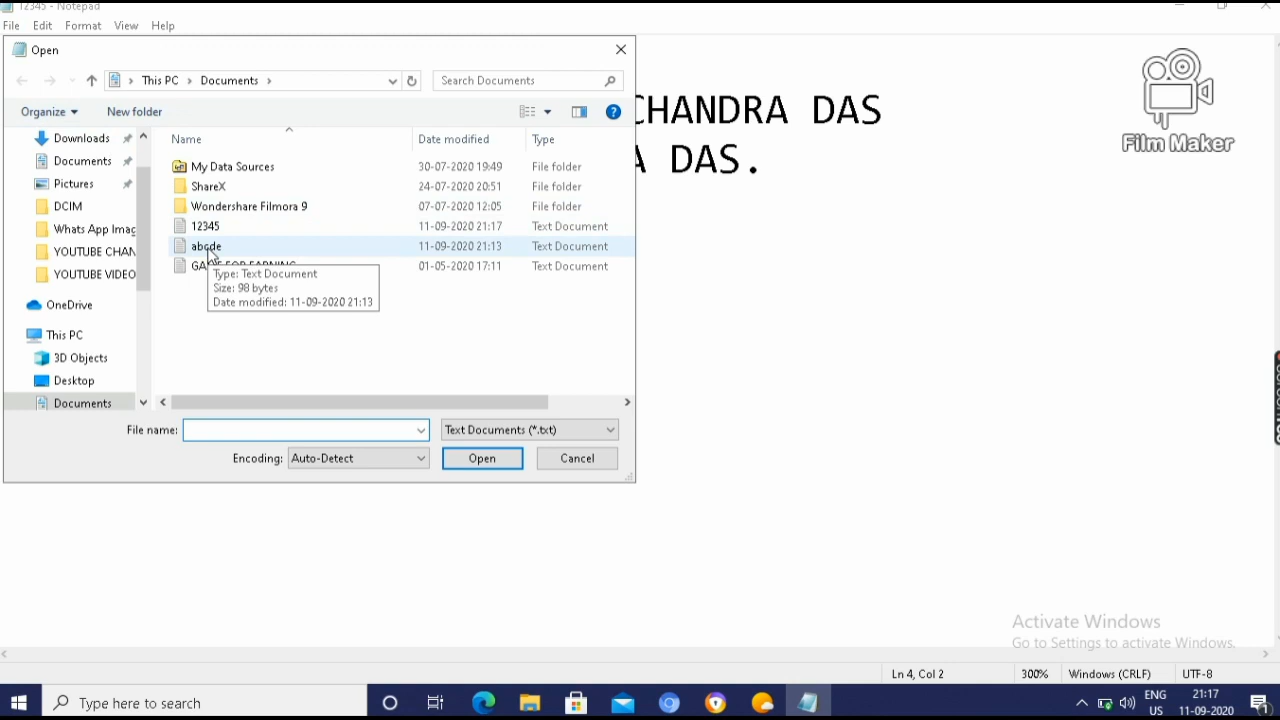 12345 - Notepad
File Edit Format View Help
Open
This PC Documents
Search Documents
Organize New folder
Name Date modified Type
Downloads
Documents
Pictures
DCIM
Whats App Imag
YOUTUBE CHAN
YOUTUBE VIDEO
OneDrive
This PC
3D Objects
Desktop
Documents
My Data Sources 30-07-2020 19:49 File folder
ShareX 24-07-2020 20:51 File folder
Wondershare Filmora 9 07-07-2020 12:05 File folder
12345 11-09-2020 21:17 Text Document
abcde 11-09-2020 21:13 Text Document
GAME FOR EARNING 01-05-2020 17:11 Text Document
Type: Text Document
Size: 98 bytes
Date modified: 11-09-2020 21:13
File name: Text Documents (*.txt)
Encoding: Auto-Detect Open Cancel
CHANDRA DAS
A DAS.
Film Maker
Activate Windows
Go to Settings to activate Windows.
Ln 4, Col 2 300% Windows (CRLF) UTF-8
Type here to search
ENG
US
21:17
11-09-2020
1